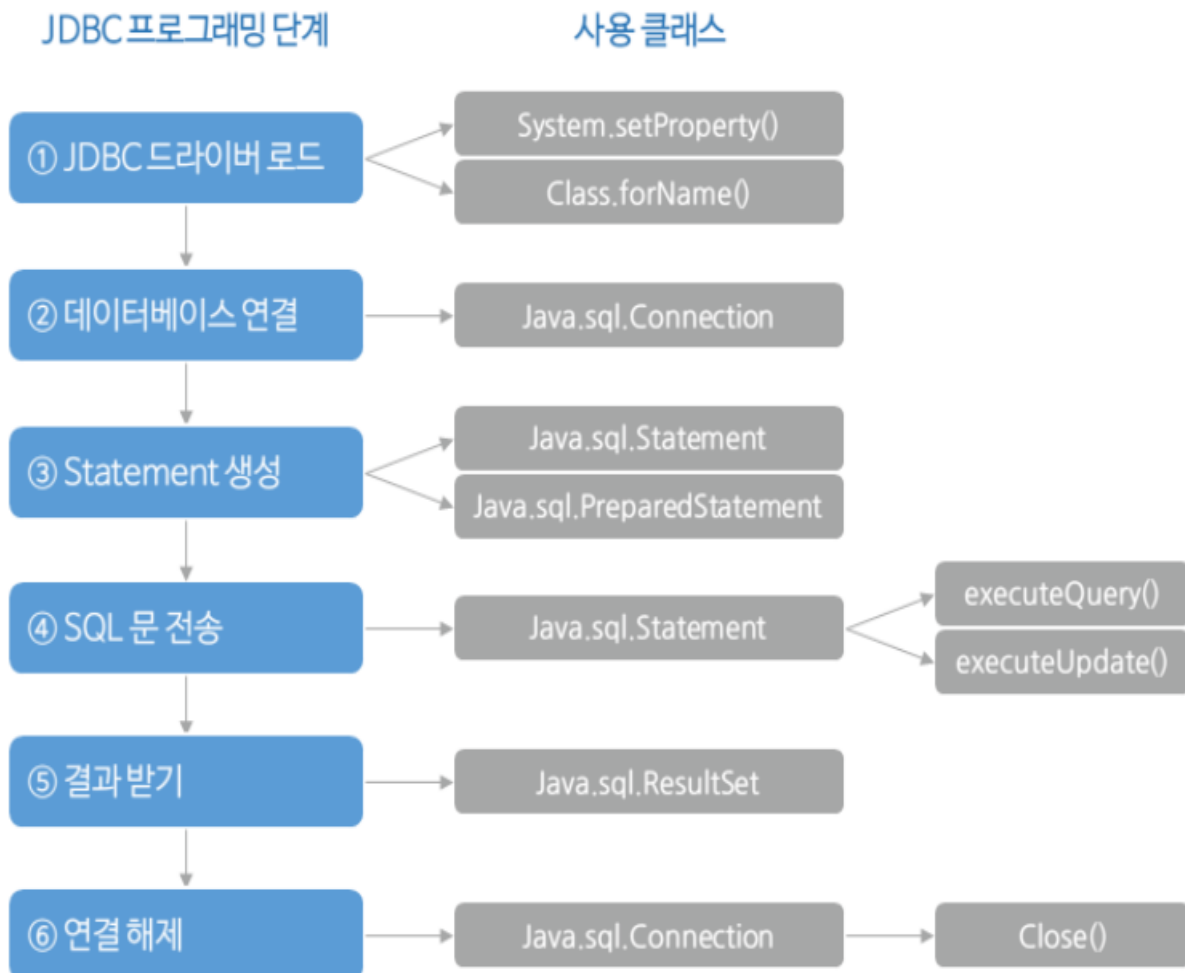 JDBC 프로그래밍 단계
사용 클래스
① JDBC 드라이버 로드
System.setProperty()
Class.forName()
② 데이터베이스 연결
Java.sql.Connection
③ Statement 생성
Java.sql.Statement
Java.sql.PreparedStatement
④ SQL 문 전송
Java.sql.Statement
executeQuery()
executeUpdate()
⑤ 결과 받기
Java.sql.ResultSet
⑥ 연결 해제
Java.sql.Connection
Close()